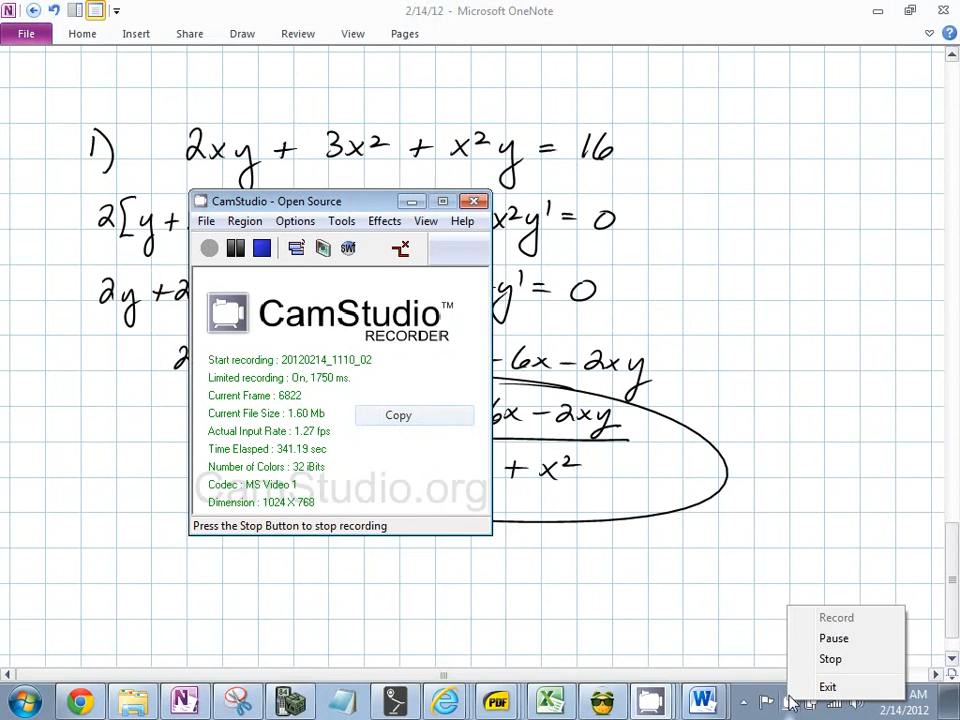 2/14/12 - Microsoft OneNote
File Home Insert Share Draw Review View Pages
1) 2xy + 3x² + x²y = 16
CamStudio - Open Source
File Region Options Tools Effects View Help
2[y + x²y' = 0
2y + 2 y' = 0
CamStudio™
RECORDER
Start recording : 20120214_1110_02
Limited recording : On, 1750 ms.
Current Frame : 6822
Current File Size : 1.60 Mb
Actual Input Rate : 1.27 fps
Time Elasped : 341.19 sec
Number of Colors : 32 iBits
Codec : MS Video 1
Dimension : 1024 X 768
Copy
CamStudio.org
Press the Stop Button to stop recording
2 - 6x - 2xy
6x - 2xy
+ x²
Record
Pause
Stop
Exit
AM
2/14/2012